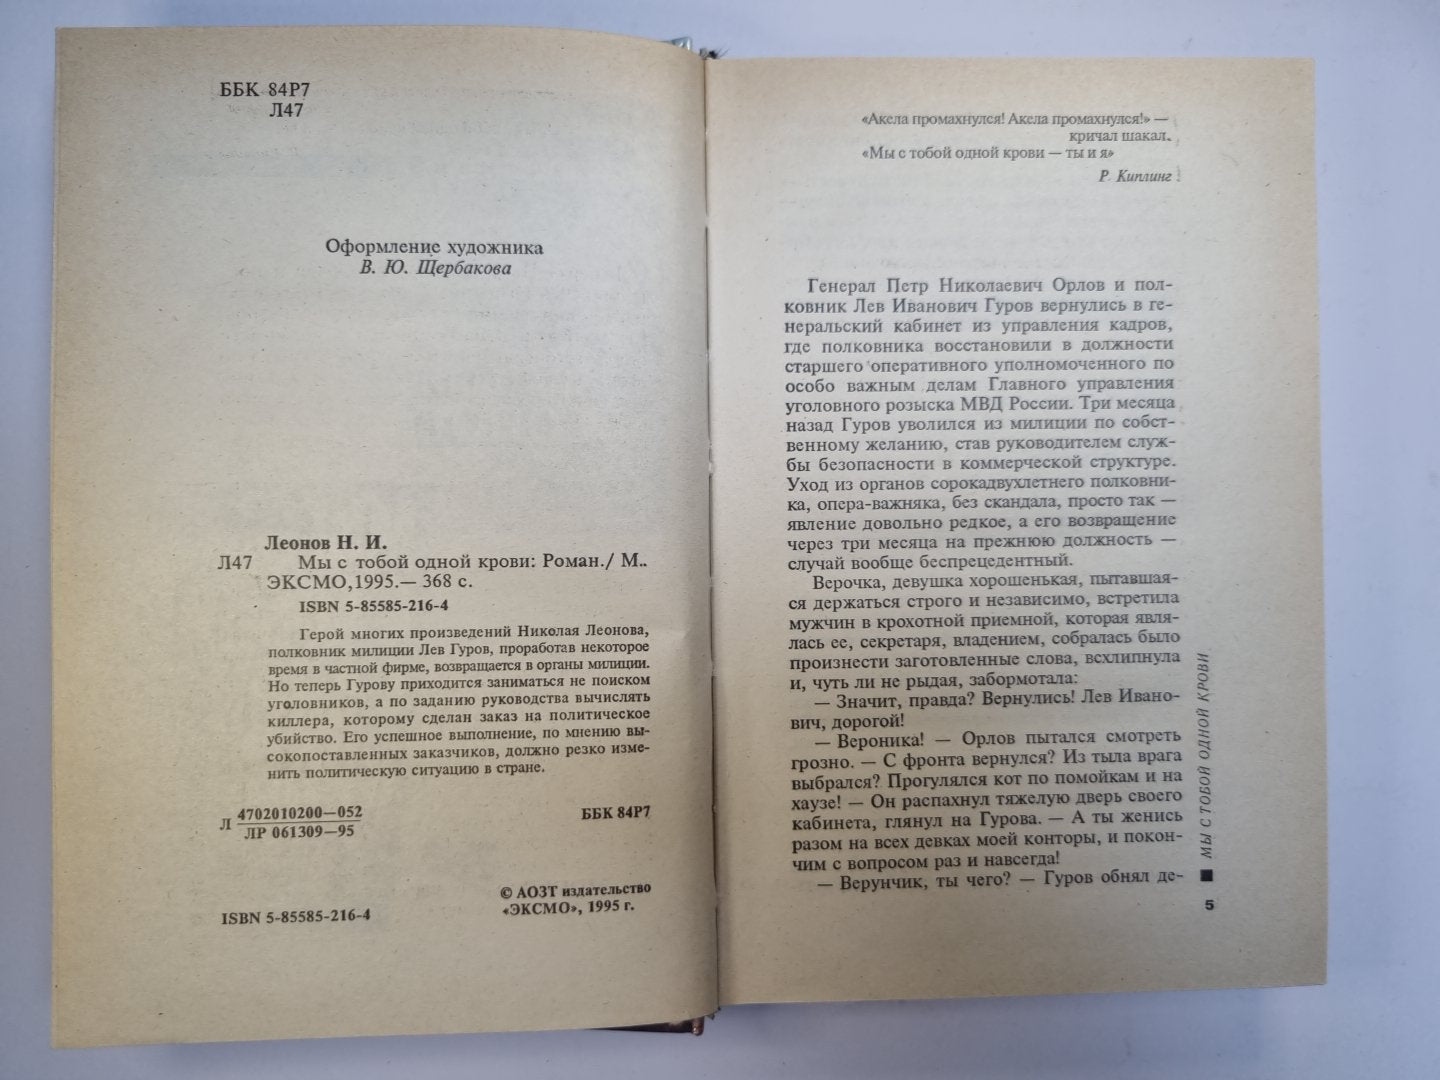 ББК 84Р7
Л47
Оформление художника
В. Ю. Щербакова
Леонов Н. И.
Л47 Мы с тобой одной крови: Роман./ М..
ЭКСМО,1995.— 368 с.
ISBN 5-85585-216-4
Герой многих произведений Николая Леонова,
полковник милиции Лев Гуров, проработав некоторое
время в частной фирме, возвращается в органы милиции.
Но теперь Гурову приходится заниматься не поиском
уголовников, а по заданию руководства вычислять
киллера, которому сделан заказ на политическое
убийство. Его успешное выполнение, по мнению вы-
сокопоставленных заказчиков, должно резко изме-
нить политическую ситуацию в стране.
Л 4702010200—052
ЛР 061309—95
ББК 84Р7
© АОЗТ издательство
«ЭКСМО», 1995 г.
ISBN 5-85585-216-4
«Акела промахнулся! Акела промахнулся!» —
кричал шакал.
«Мы с тобой одной крови — ты и я»
Р. Киплинг
Генерал Петр Николаевич Орлов и пол-
ковник Лев Иванович Гуров вернулись в ге-
неральский кабинет из управления кадров,
где полковника восстановили в должности
старшего оперативного уполномоченного по
особо важным делам Главного управления
уголовного розыска МВД России. Три месяца
назад Гуров уволился из милиции по собст-
венному желанию, став руководителем служ-
бы безопасности в коммерческой структуре.
Уход из органов сорокадвухлетнего полковни-
ка, опера-важняка, без скандала, просто так —
явление довольно редкое, а его возвращение
через три месяца на прежнюю должность —
случай вообще беспрецедентный.
Верочка, девушка хорошенькая, пытавшая-
ся держаться строго и независимо, встретила
мужчин в крохотной приемной, которая явля-
лась ее, секретаря, владением, собралась было
произнести заготовленные слова, всхлипнула
и, чуть ли не рыдая, забормотала:
— Значит, правда? Вернулись! Лев Ивано-
вич, дорогой!
— Вероника! — Орлов пытался смотреть
грозно. — С фронта вернулся? Из тыла врага
выбрался? Прогулялся кот по помойкам и на
хаузе! — Он распахнул тяжелую дверь своего
кабинета, глянул на Гурова. — А ты женись
разом на всех девках моей конторы, и покон-
чим с вопросом раз и навсегда!
— Верунчик, ты чего? — Гуров обнял де-
МЫ С ТОБОЙ ОДНОЙ КРОВИ
5